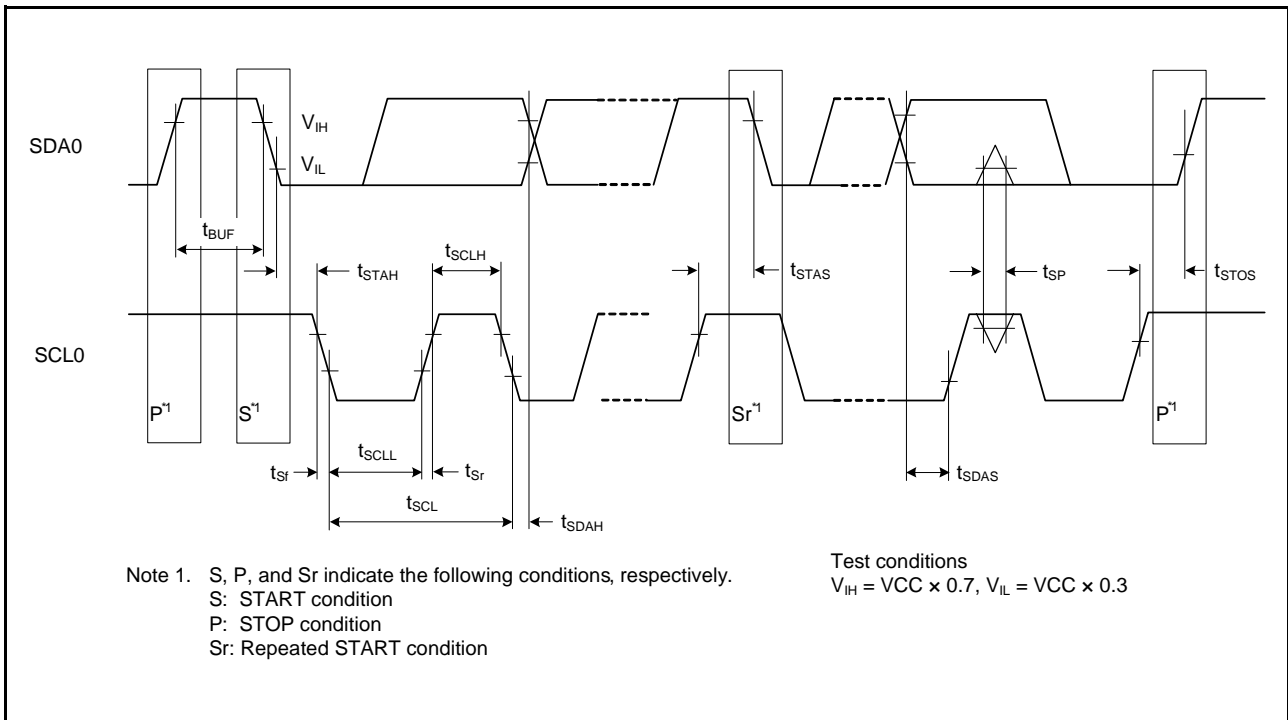 SDA0
V_IH
V_IL
t_BUF
t_STAH
t_SCLH
t_STAS
t_SP
t_STOS
SCL0
P*1
S*1
Sr*1
P*1
t_Sf
t_SCLL
t_Sr
t_SDAS
t_SCL
t_SDAH
Note 1. S, P, and Sr indicate the following conditions, respectively.
S: START condition
P: STOP condition
Sr: Repeated START condition
Test conditions
V_IH = VCC × 0.7, V_IL = VCC × 0.3